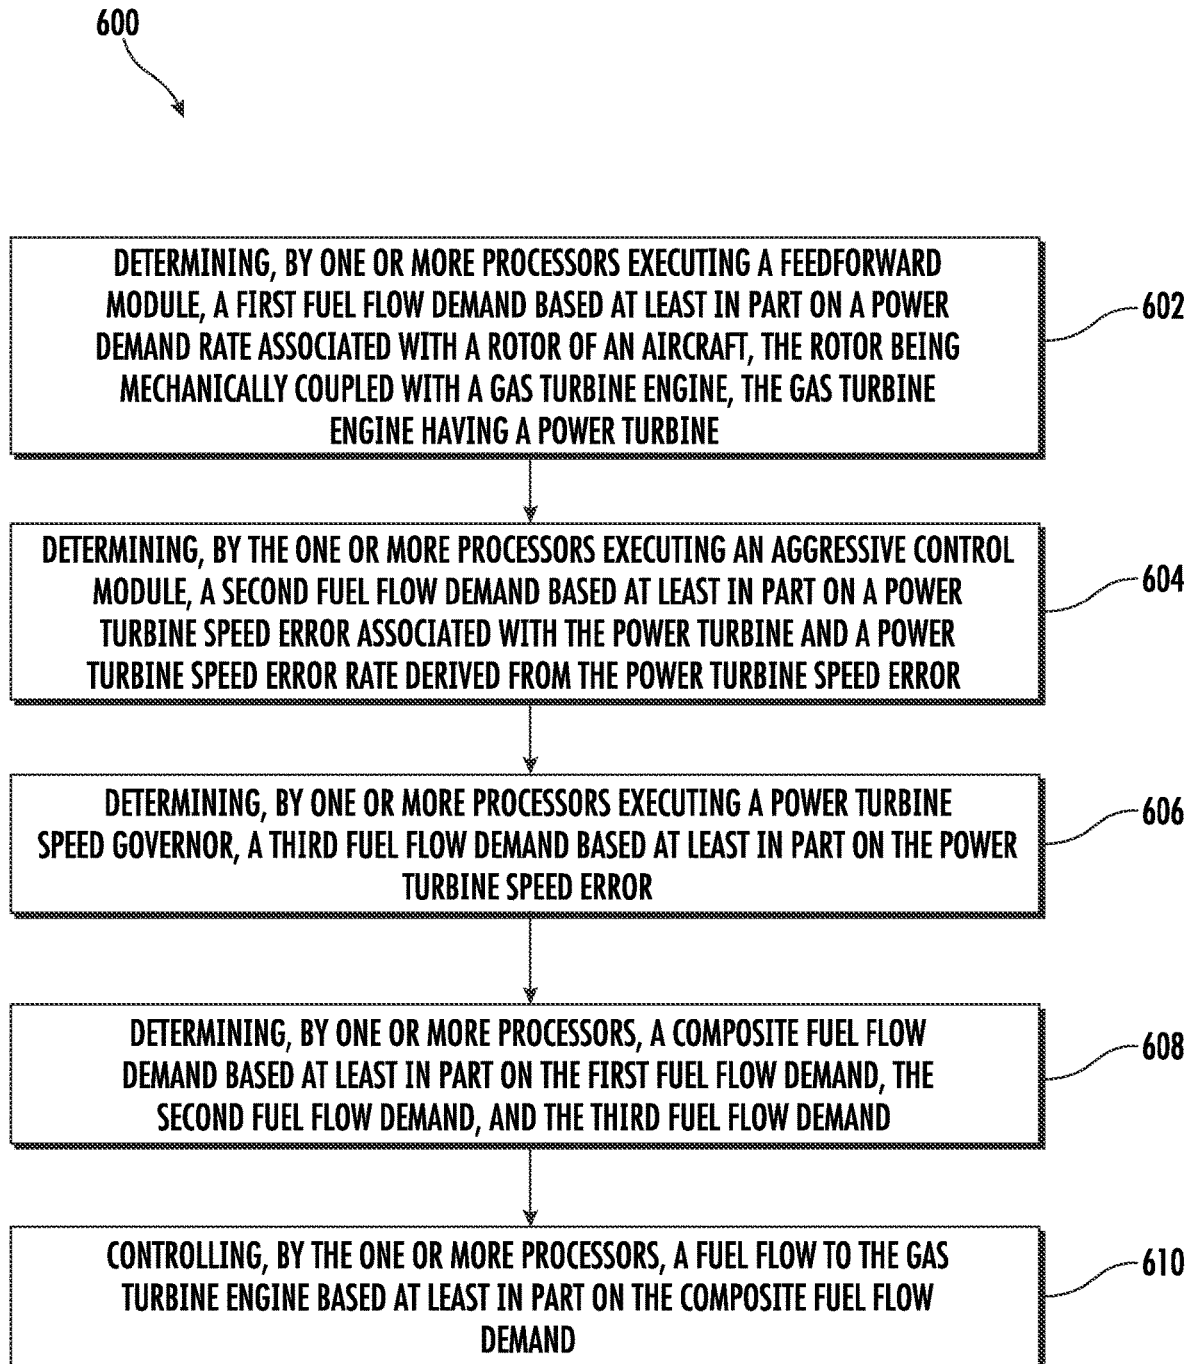 600
DETERMINING, BY ONE OR MORE PROCESSORS EXECUTING A FEEDFORWARD
MODULE, A FIRST FUEL FLOW DEMAND BASED AT LEAST IN PART ON A POWER
DEMAND RATE ASSOCIATED WITH A ROTOR OF AN AIRCRAFT, THE ROTOR BEING
MECHANICALLY COUPLED WITH A GAS TURBINE ENGINE, THE GAS TURBINE
ENGINE HAVING A POWER TURBINE
602
DETERMINING, BY THE ONE OR MORE PROCESSORS EXECUTING AN AGGRESSIVE CONTROL
MODULE, A SECOND FUEL FLOW DEMAND BASED AT LEAST IN PART ON A POWER
TURBINE SPEED ERROR ASSOCIATED WITH THE POWER TURBINE AND A POWER
TURBINE SPEED ERROR RATE DERIVED FROM THE POWER TURBINE SPEED ERROR
604
DETERMINING, BY ONE OR MORE PROCESSORS EXECUTING A POWER TURBINE
SPEED GOVERNOR, A THIRD FUEL FLOW DEMAND BASED AT LEAST IN PART ON THE POWER
TURBINE SPEED ERROR
606
DETERMINING, BY ONE OR MORE PROCESSORS, A COMPOSITE FUEL FLOW
DEMAND BASED AT LEAST IN PART ON THE FIRST FUEL FLOW DEMAND, THE
SECOND FUEL FLOW DEMAND, AND THE THIRD FUEL FLOW DEMAND
608
CONTROLLING, BY THE ONE OR MORE PROCESSORS, A FUEL FLOW TO THE GAS
TURBINE ENGINE BASED AT LEAST IN PART ON THE COMPOSITE FUEL FLOW
DEMAND
610